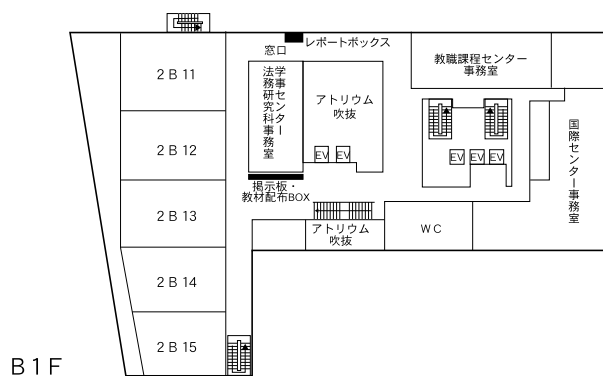 窓口
レポートボックス
2B11
学事センター
法務研究科事務室
アトリウム
吹抜
教職課程センター
事務室
2B12
EV
EV
EV
EV
EV
国際センター事務室
掲示板・
教材配布BOX
2B13
アトリウム
吹抜
WC
2B14
2B15
B1F